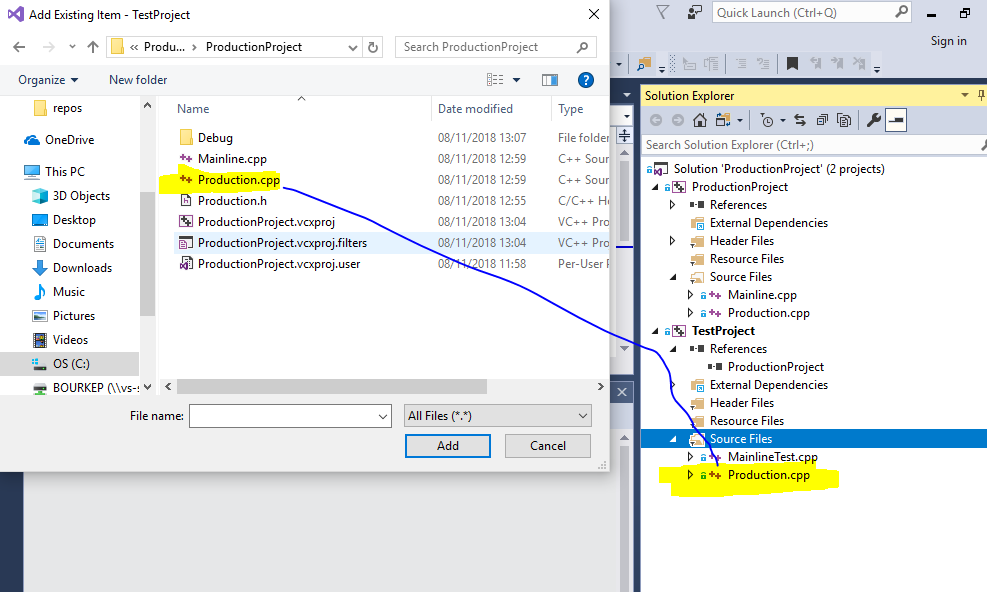 Add Existing Item - TestProject
« Produ... > ProductionProject
Search ProductionProject
Organize
New folder
repos
OneDrive
This PC
3D Objects
Desktop
Documents
Downloads
Music
Pictures
Videos
OS (C:)
BOURKEP (\\vs-s
Name Date modified Type
Debug 08/11/2018 13:07 File folder
Mainline.cpp 08/11/2018 12:59 C++ Sour
Production.cpp 08/11/2018 12:59 C++ Sour
Production.h 08/11/2018 12:55 C/C++ He
ProductionProject.vcxproj 08/11/2018 13:04 VC++ Pro
ProductionProject.vcxproj.filters 08/11/2018 13:04 VC++ Pro
ProductionProject.vcxproj.user 08/11/2018 11:58 Per-User P
File name:
All Files (*.*)
Add
Cancel
Quick Launch (Ctrl+Q)
Sign in
Solution Explorer
Search Solution Explorer (Ctrl+;)
Solution 'ProductionProject' (2 projects)
ProductionProject
References
External Dependencies
Header Files
Resource Files
Source Files
Mainline.cpp
Production.cpp
TestProject
References
ProductionProject
External Dependencies
Header Files
Resource Files
Source Files
MainlineTest.cpp
Production.cpp